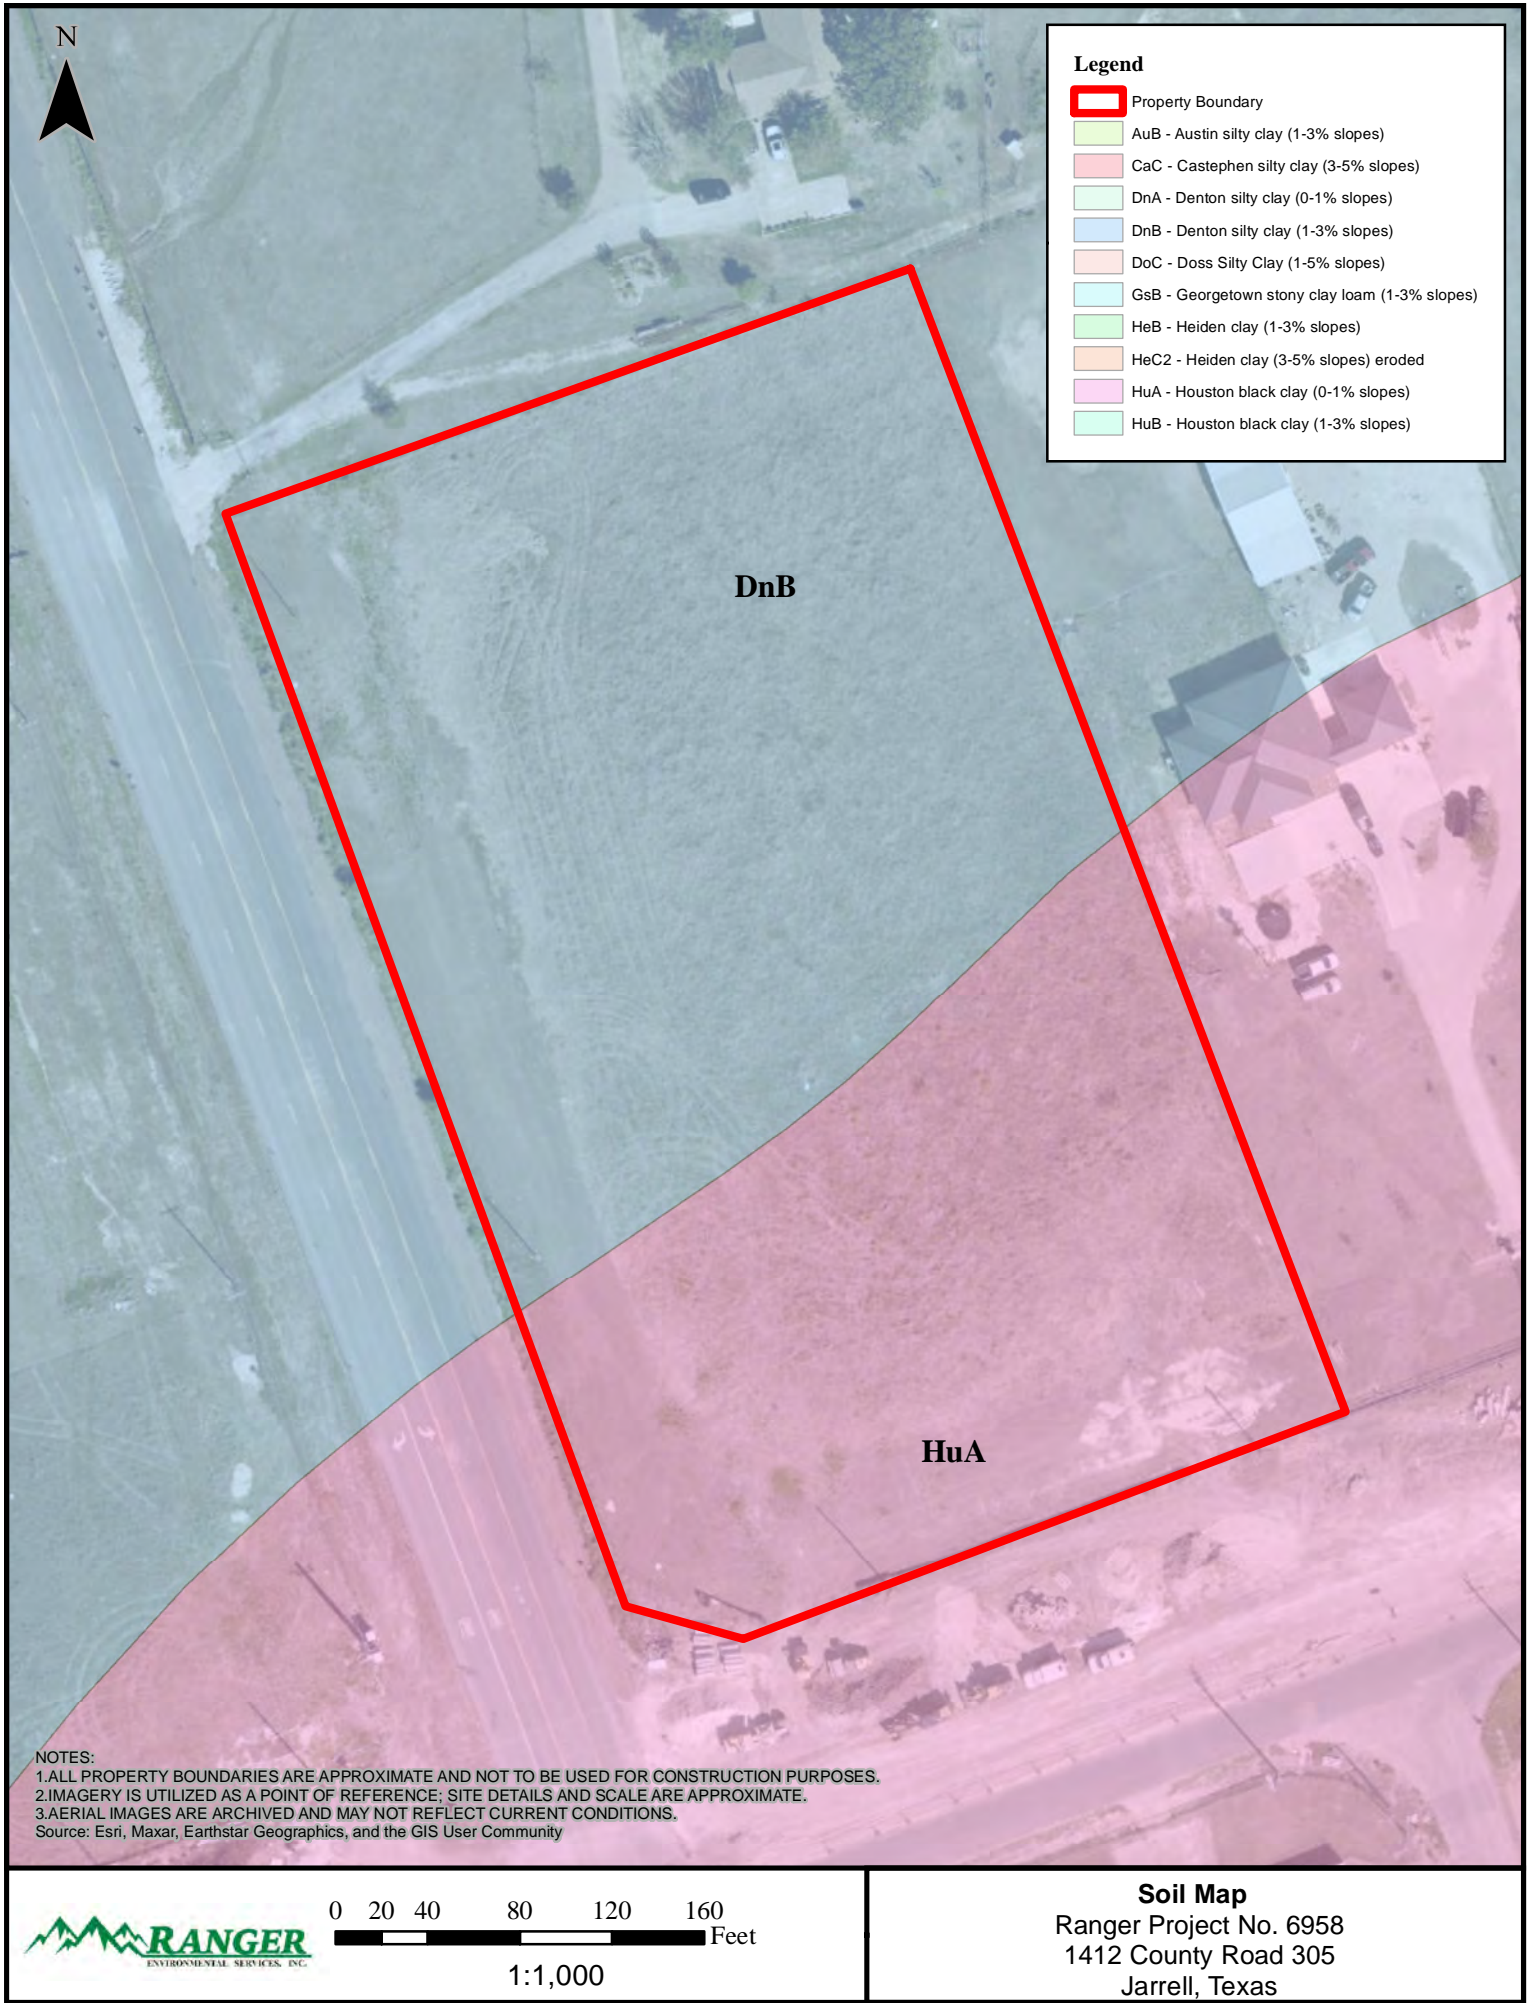 N
Legend
Property Boundary
AuB - Austin silty clay (1-3% slopes)
CaC - Castephen silty clay (3-5% slopes)
DnA - Denton silty clay (0-1% slopes)
DnB - Denton silty clay (1-3% slopes)
DoC - Doss Silty Clay (1-5% slopes)
GsB - Georgetown stony clay loam (1-3% slopes)
HeB - Heiden clay (1-3% slopes)
HeC2 - Heiden clay (3-5% slopes) eroded
HuA - Houston black clay (0-1% slopes)
HuB - Houston black clay (1-3% slopes)
DnB
HuA
NOTES:
1.ALL PROPERTY BOUNDARIES ARE APPROXIMATE AND NOT TO BE USED FOR CONSTRUCTION PURPOSES.
2.IMAGERY IS UTILIZED AS A POINT OF REFERENCE; SITE DETAILS AND SCALE ARE APPROXIMATE.
3.AERIAL IMAGES ARE ARCHIVED AND MAY NOT REFLECT CURRENT CONDITIONS.
Source: Esri, Maxar, Earthstar Geographics, and the GIS User Community
RANGER
ENVIRONMENTAL SERVICES, INC.
0 20 40 80 120 160
Feet
1:1,000
Soil Map
Ranger Project No. 6958
1412 County Road 305
Jarrell, Texas